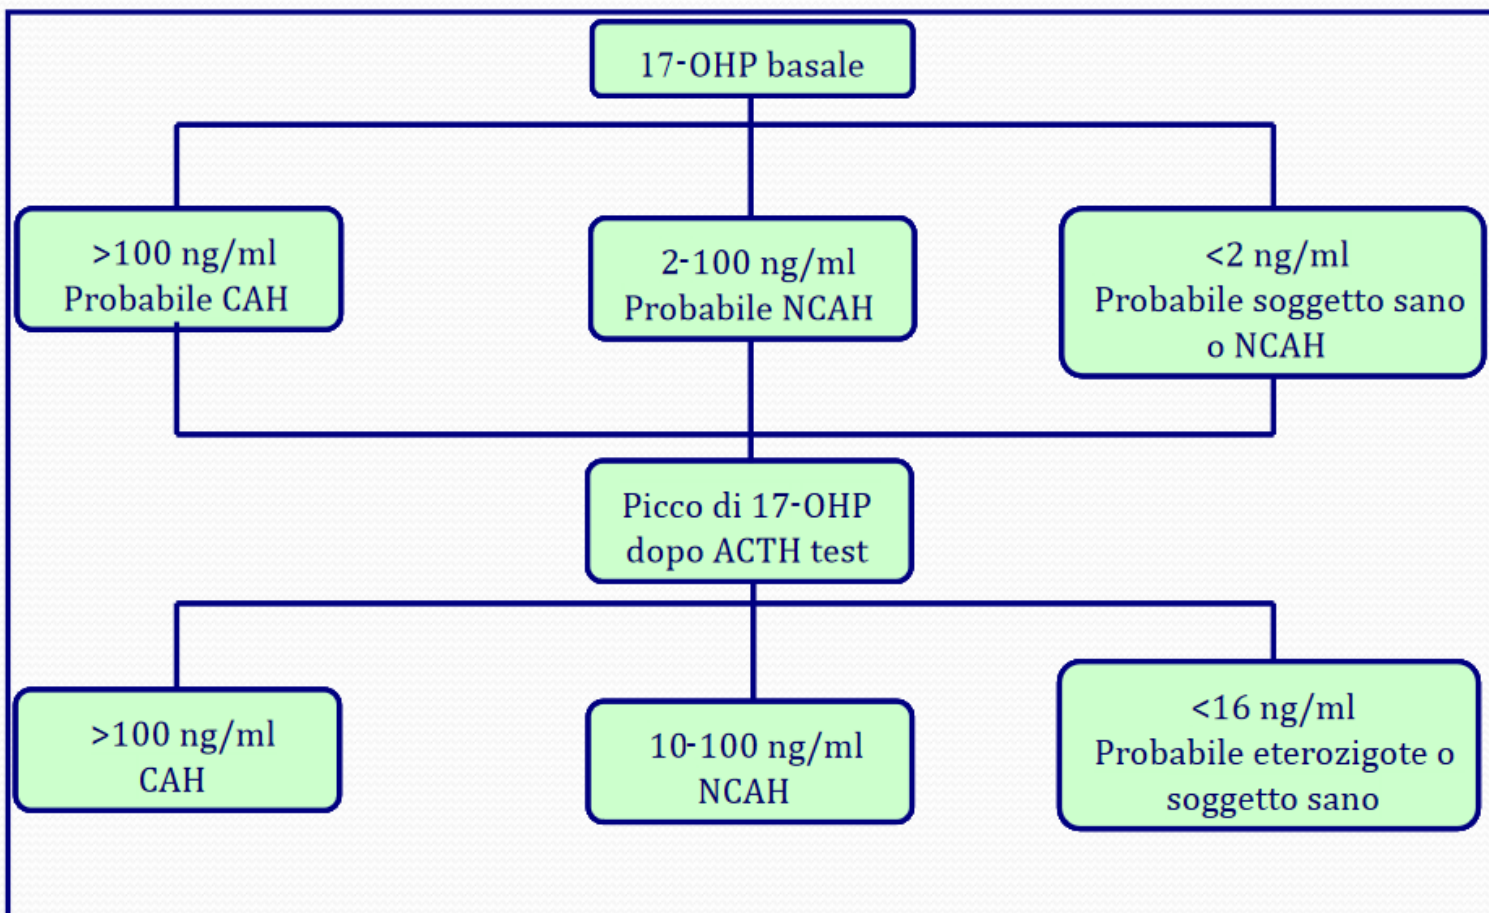 17-OHP basale
>100 ng/ml
Probabile CAH
2-100 ng/ml
Probabile NCAH
<2 ng/ml
Probabile soggetto sano
o NCAH
Picco di 17-OHP
dopo ACTH test
>100 ng/ml
CAH
10-100 ng/ml
NCAH
<16 ng/ml
Probabile eterozigote o
soggetto sano